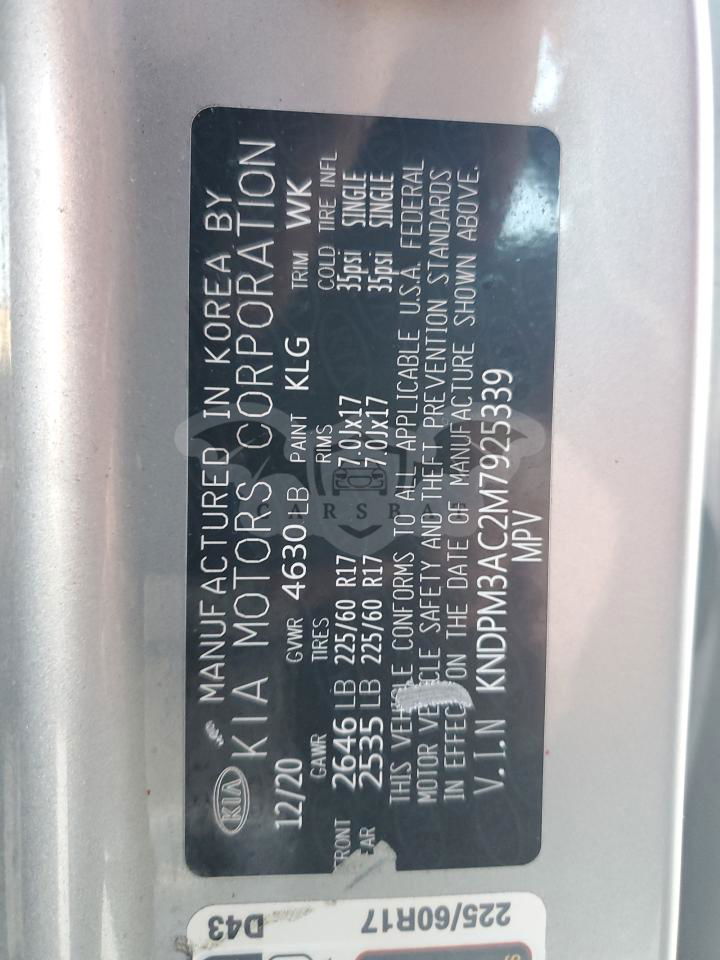 KIA MANUFACTURED IN KOREA BY
KIA MOTORS CORPORATION
12/20 GVWR 4630 LB PAINT KLG TRIM WK
GAWR TIRES RIMS COLD TIRE INFL
FRONT 2646 LB 225/60 R17 7.0Jx17 35psi SINGLE
REAR 2535 LB 225/60 R17 7.0Jx17 35psi SINGLE
THIS VEHICLE CONFORMS TO ALL APPLICABLE U.S.A. FEDERAL
MOTOR VEHICLE SAFETY AND THEFT PREVENTION STANDARDS
IN EFFECT ON THE DATE OF MANUFACTURE SHOWN ABOVE.
V.I.N KNDPM3AC2M7925339
MPV
CARSBA
D43
225/60R17